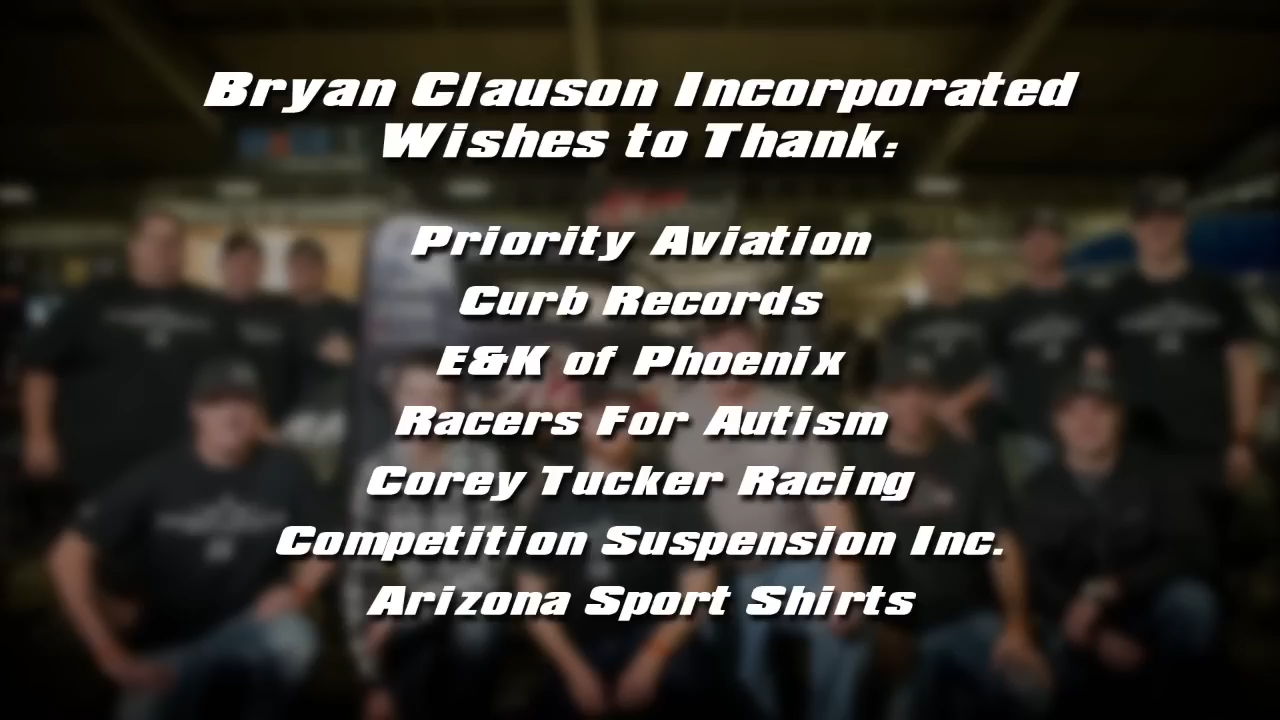 Bryan Clauson Incorporated
Wishes to Thank:
Priority Aviation
Curb Records
E&K of Phoenix
Racers For Autism
Corey Tucker Racing
Competition Suspension Inc.
Arizona Sport Shirts